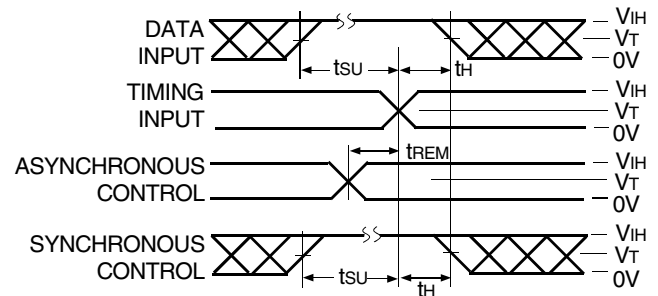 DATA INPUT
tSU
tH
VIH
VT
0V
TIMING INPUT
VIH
VT
0V
tREM
ASYNCHRONOUS CONTROL
VIH
VT
0V
SYNCHRONOUS CONTROL
tSU
tH
VIH
VT
0V